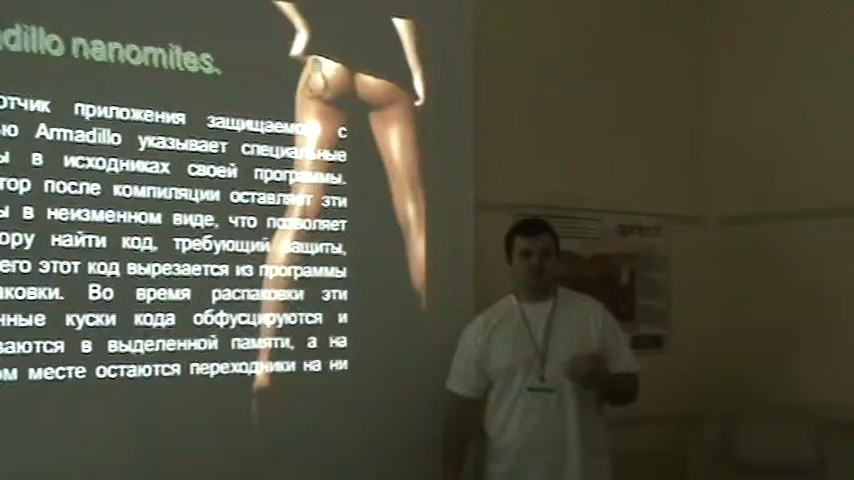 dillo nanomites.
отчик приложения защищаемого с
ью Armadillo указывает специальные
ы в исходниках своей программы.
тор после компиляции оставляет эти
ы в неизменном виде, что позволяет
ору найти код, требующий защиты,
его этот код вырезается из программы
аковки. Во время распаковки эти
нные куски кода обфусцируются и
ваются в выделенной памяти, а на
ом месте остаются переходники на ни